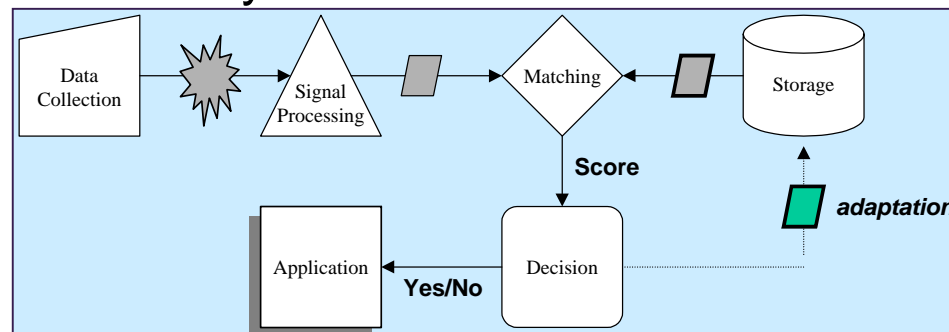 Data
Collection
Signal
Processing
Matching
Storage
Score
adaptation
Application
Yes/No
Decision